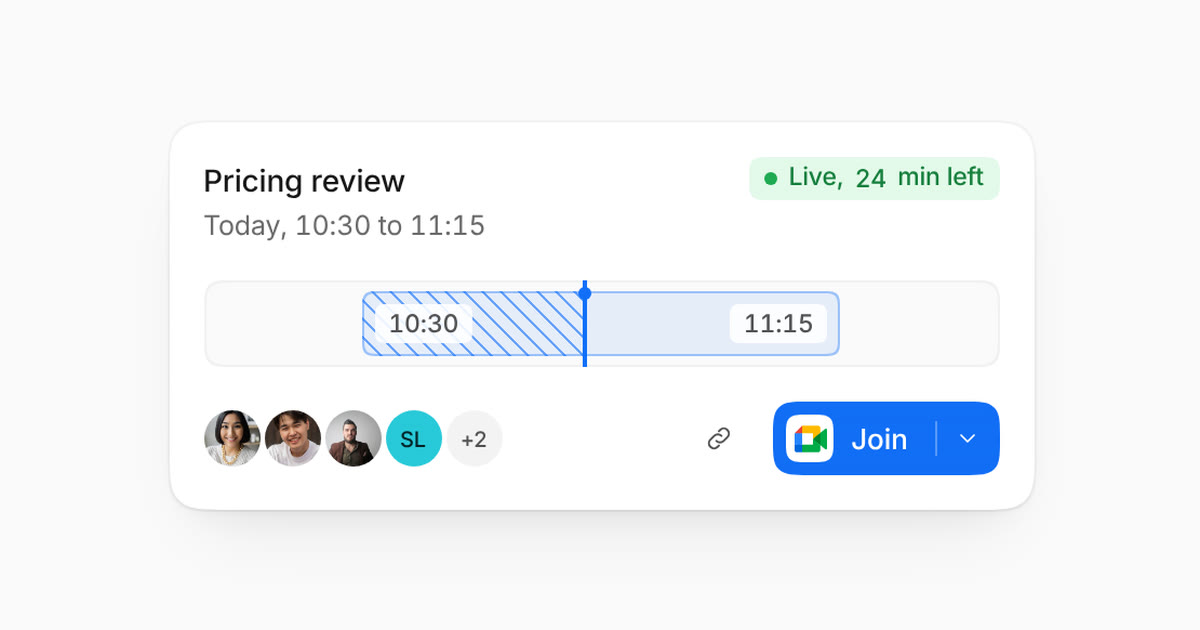 Pricing review
Live, 24 min left
Today, 10:30 to 11:15
10:30
11:15
SL
+2
Join